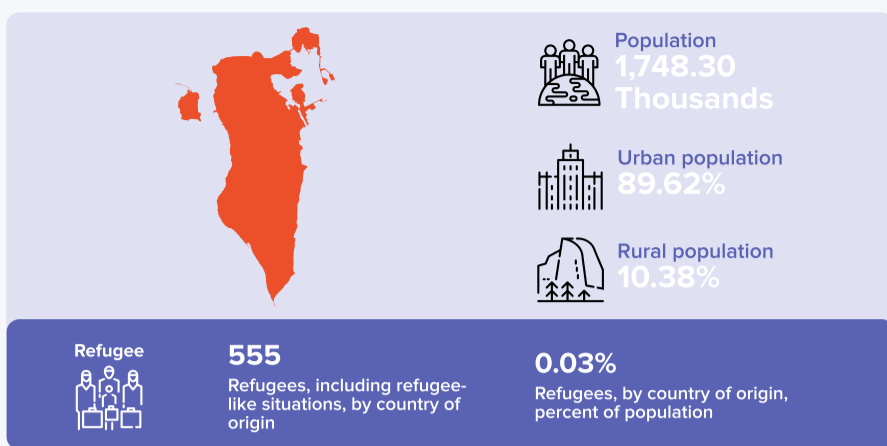 Population
1,748.30
Thousands
Urban population
89.62%
Rural population
10.38%
Refugee
555
Refugees, including refugee-
like situations, by country of
origin
0.03%
Refugees, by country of origin,
percent of population